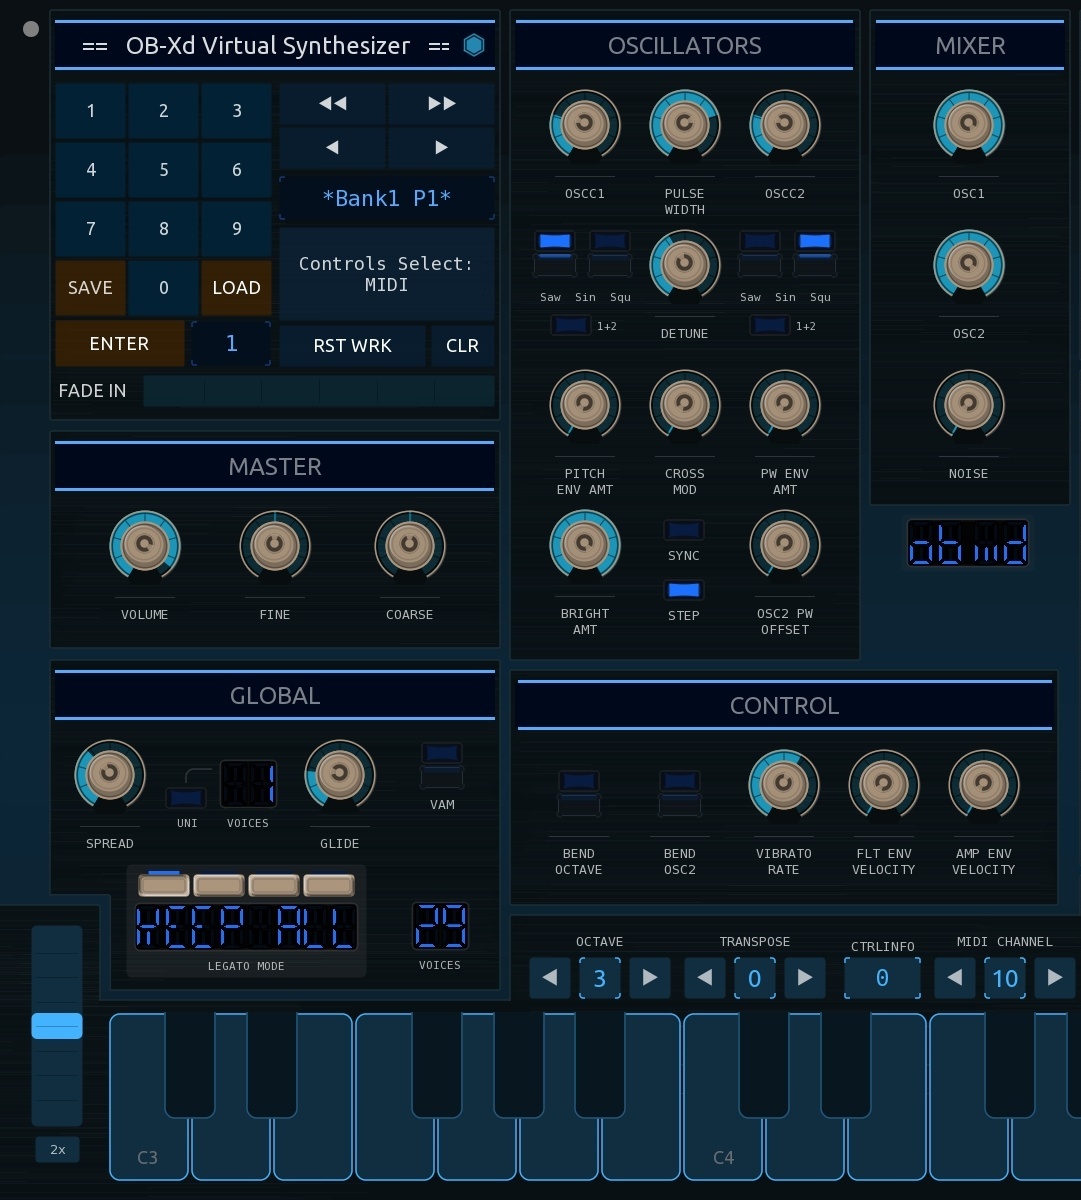 == OB-Xd Virtual Synthesizer ==
1 2 3
4 5 6
7 8 9
SAVE 0 LOAD
ENTER 1
*Bank1 P1*
Controls Select:
MIDI
RST WRK CLR
FADE IN
MASTER
VOLUME FINE COARSE
GLOBAL
SPREAD UNI VOICES GLIDE VAM
1
KEEP ALL
LEGATO MODE
29
VOICES
OSCILLATORS
OSCC1 PULSE OSCC2
WIDTH
Saw Sin Squ Saw Sin Squ
1+2 DETUNE 1+2
PITCH CROSS PW ENV
ENV AMT MOD AMT
SYNC
BRIGHT STEP OSC2 PW
AMT OFFSET
MIXER
OSC1
OSC2
NOISE
CONTROL
BEND BEND VIBRATO FLT ENV AMP ENV
OCTAVE OSC2 RATE VELOCITY VELOCITY
OCTAVE TRANSPOSE CTRLINFO MIDI CHANNEL
3 0 0 10
2x
C3 C4